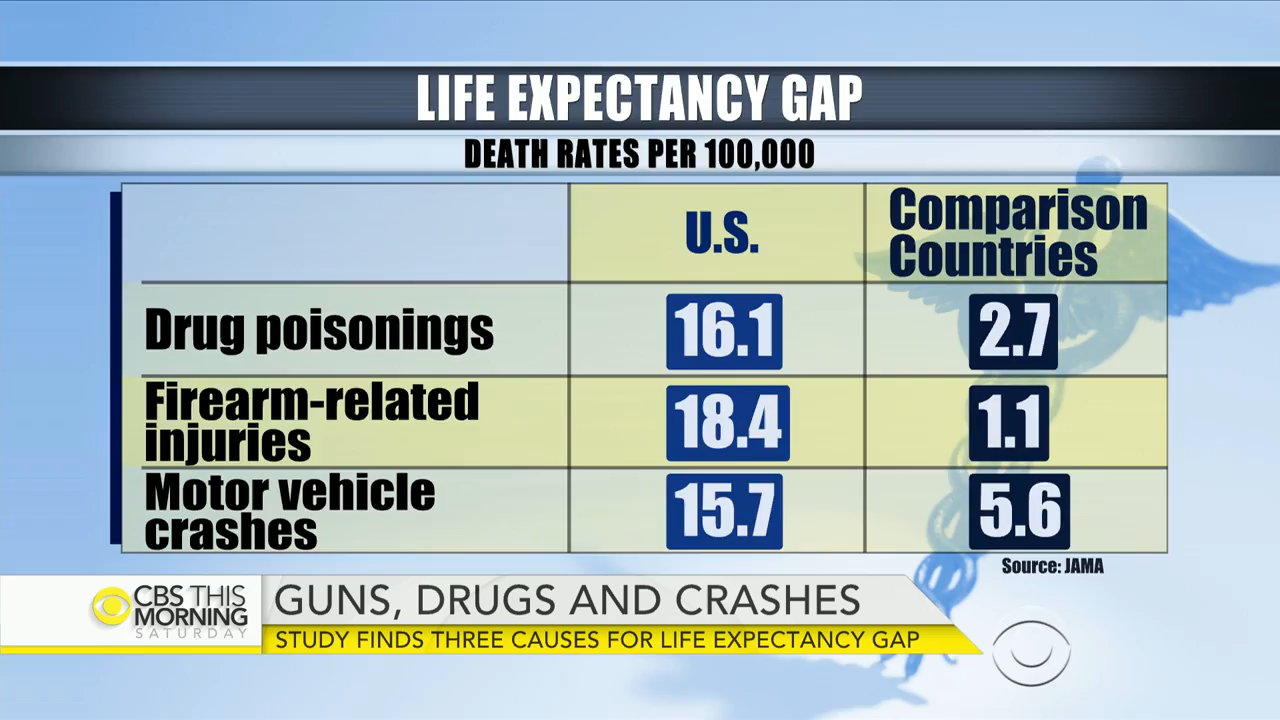 LIFE EXPECTANCY GAP
DEATH RATES PER 100,000
U.S.
Comparison
Countries
Drug poisonings
16.1
2.7
Firearm-related
injuries
18.4
1.1
Motor vehicle
crashes
15.7
5.6
Source: JAMA
CBS THIS
MORNING
SATURDAY
GUNS, DRUGS AND CRASHES
STUDY FINDS THREE CAUSES FOR LIFE EXPECTANCY GAP